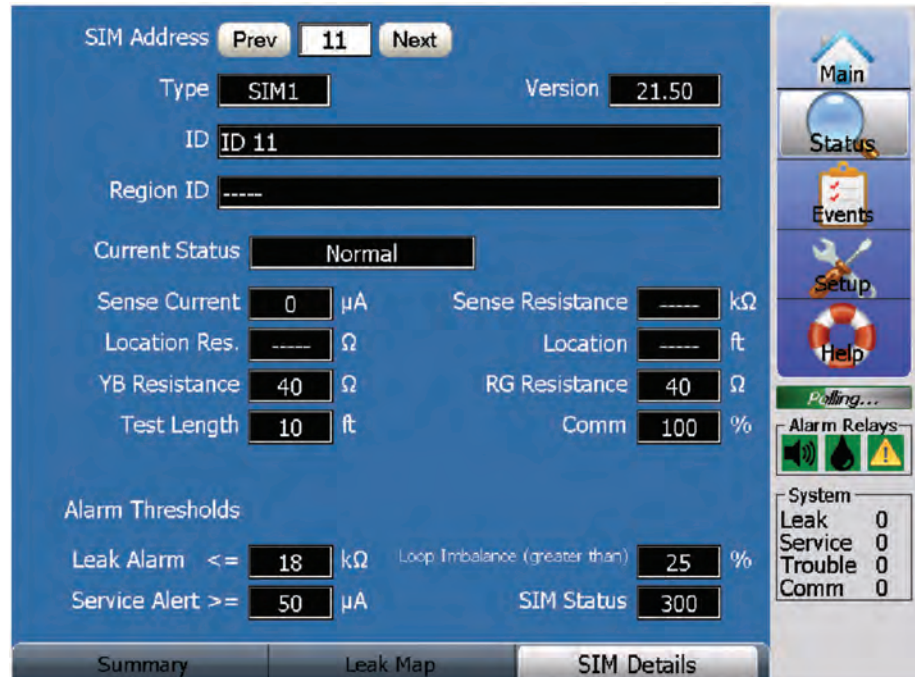 SIM Address Prev 11 Next
Type SIM1 Version 21.50
ID ID 11
Region ID -----
Current Status Normal
Sense Current 0 µA Sense Resistance ----- kΩ
Location Res. ----- Ω Location ----- ft
YB Resistance 40 Ω RG Resistance 40 Ω
Test Length 10 ft Comm 100 %
Alarm Thresholds
Leak Alarm <= 18 kΩ Loop Imbalance (greater than) 25 %
Service Alert >= 50 µA SIM Status 300
Summary Leak Map SIM Details
Main
Status
Events
Setup
Help
Polling...
Alarm Relays
System
Leak 0
Service 0
Trouble 0
Comm 0